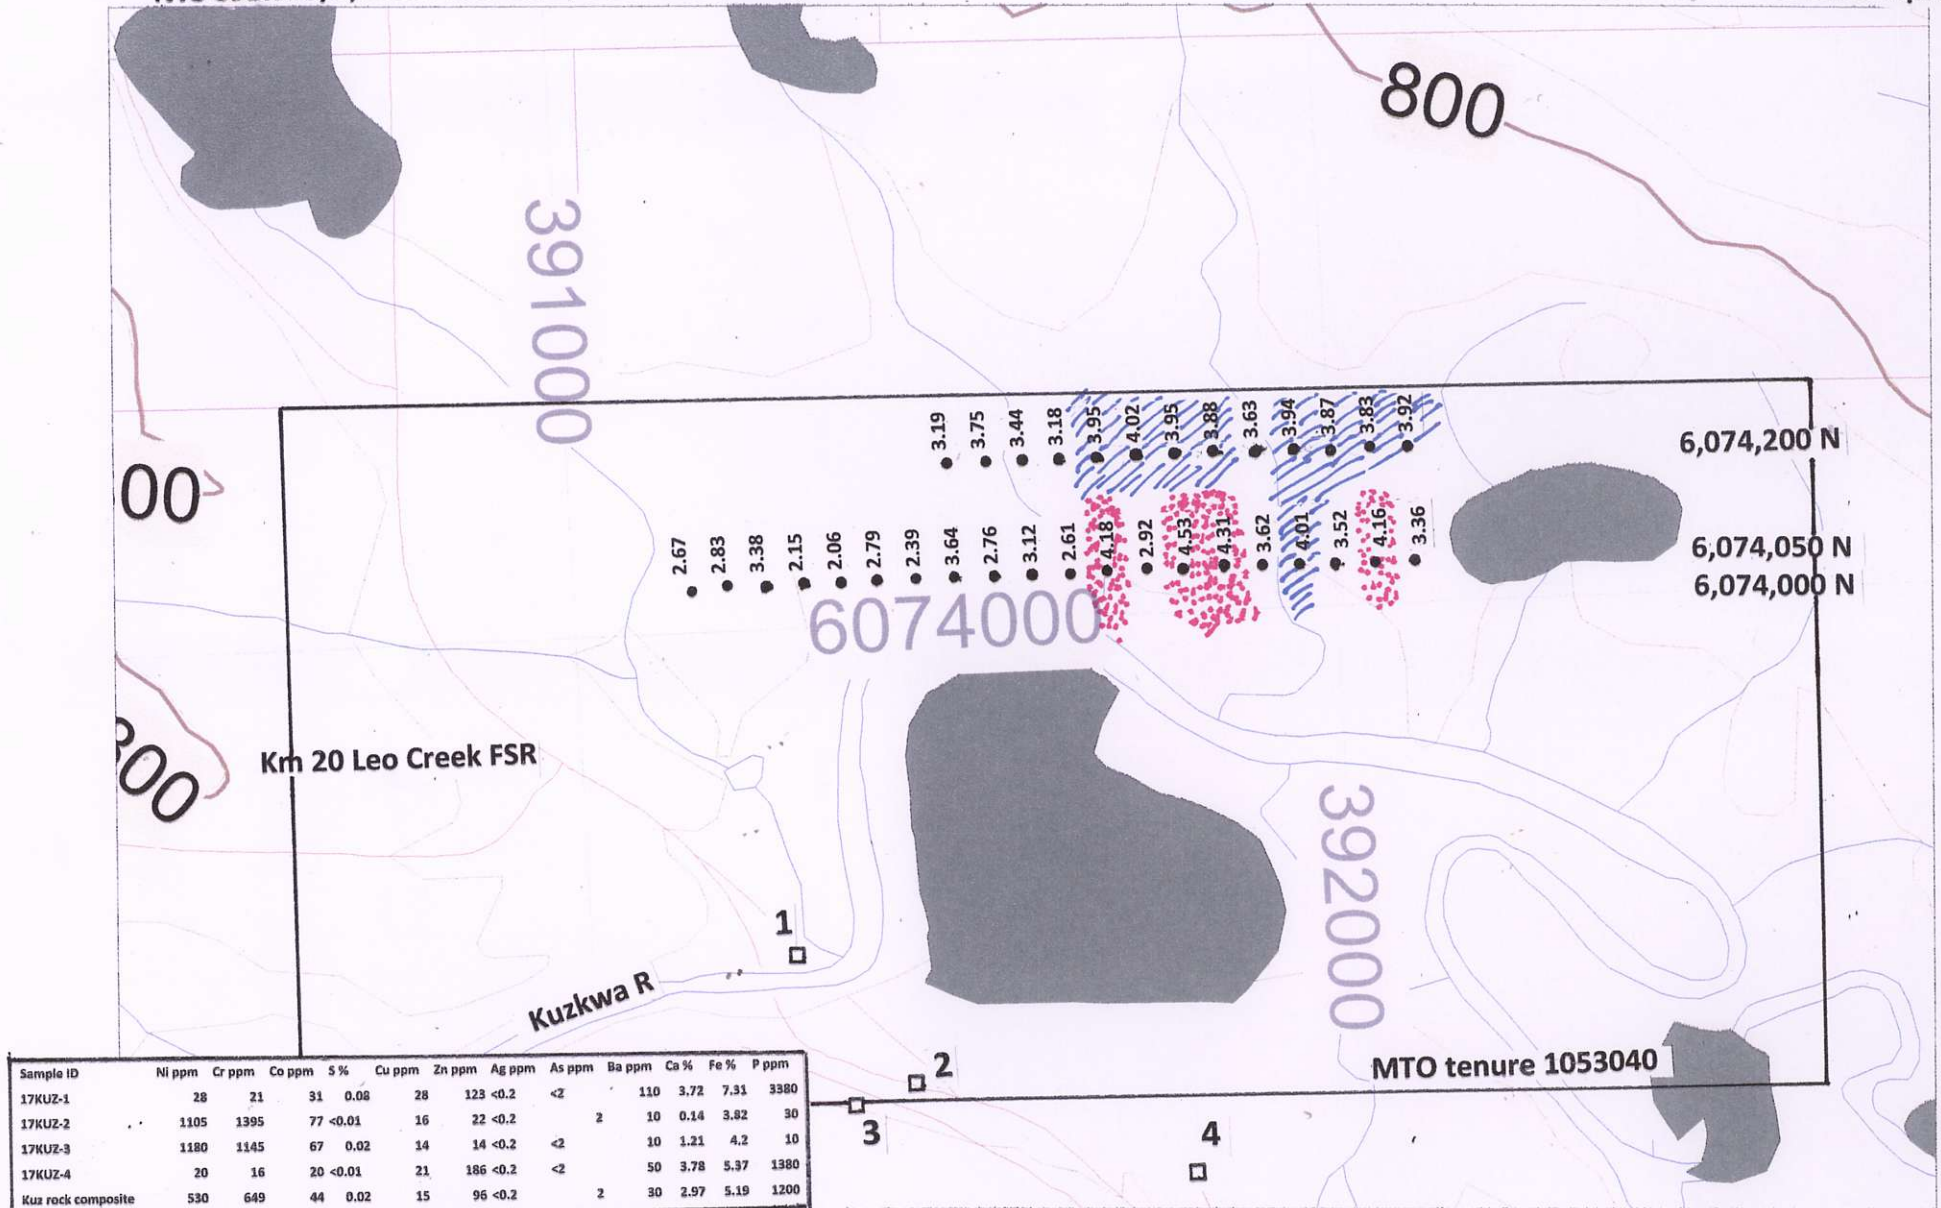 800
391000
3.19 3.75 3.44 3.18 3.95 4.02 3.95 3.88 3.63 3.94 3.87 3.83 3.92
6,074,200 N
00
2.67 2.83 3.38 2.15 2.06 2.79 2.39 3.64 2.76 3.12 2.61 4.18 2.92 4.53 4.31 3.62 4.01 3.52 4.16 3.36
6,074,050 N
6,074,000 N
6074000
800
Km 20 Leo Creek FSR
392000
1
Kuzkwa R
2
MTO tenure 1053040
3
4
Sample ID Ni ppm Cr ppm Co ppm S % Cu ppm Zn ppm Ag ppm As ppm Ba ppm Ca % Fe % P ppm
17KUZ-1 28 21 31 0.08 28 123 <0.2 <2 110 3.72 7.31 3380
17KUZ-2 1105 1395 77 <0.01 16 22 <0.2 2 10 0.14 3.82 30
17KUZ-3 1180 1145 67 0.02 14 14 <0.2 <2 10 1.21 4.2 10
17KUZ-4 20 16 20 <0.01 21 186 <0.2 <2 50 3.78 5.37 1380
Kuz rock composite 530 649 44 0.02 15 96 <0.2 2 30 2.97 5.19 1200